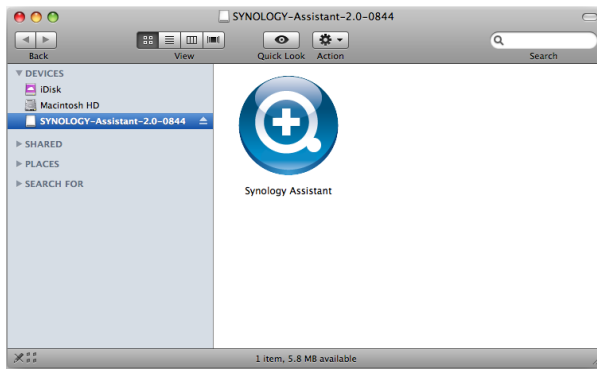 SYNOLOGY-Assistant-2.0-0844
Back
View
Quick Look
Action
Search
DEVICES
iDisk
Macintosh HD
SYNOLOGY-Assistant-2.0-0844
SHARED
PLACES
SEARCH FOR
Synology Assistant
1 item, 5.8 MB available